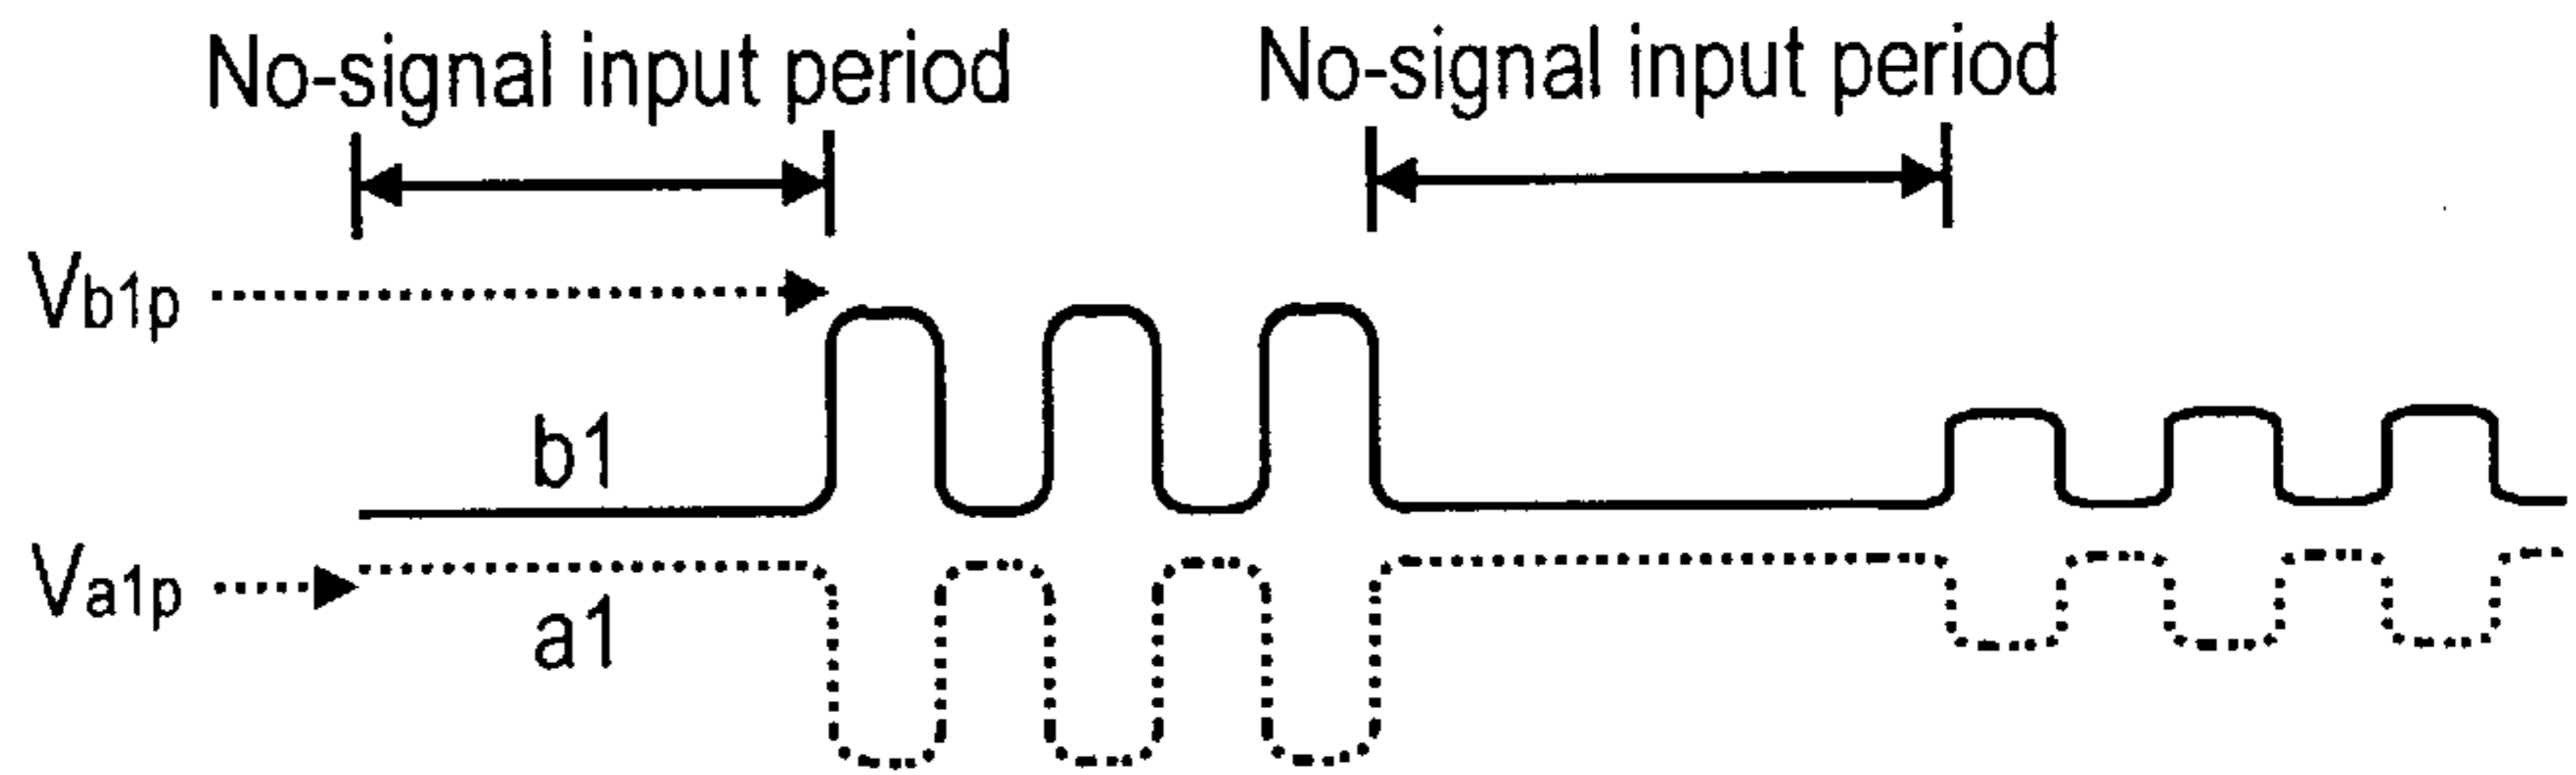 No-signal input period
No-signal input period
Vb1p
b1
Va1p
a1